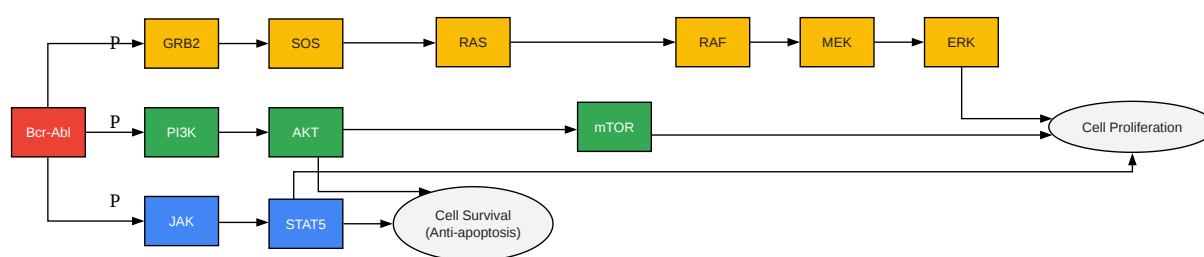 P
GRB2
SOS
RAS
RAF
MEK
ERK
Bcr-Abl
P
PI3K
AKT
mTOR
Cell Proliferation
P
JAK
STAT5
Cell Survival
(Anti-apoptosis)